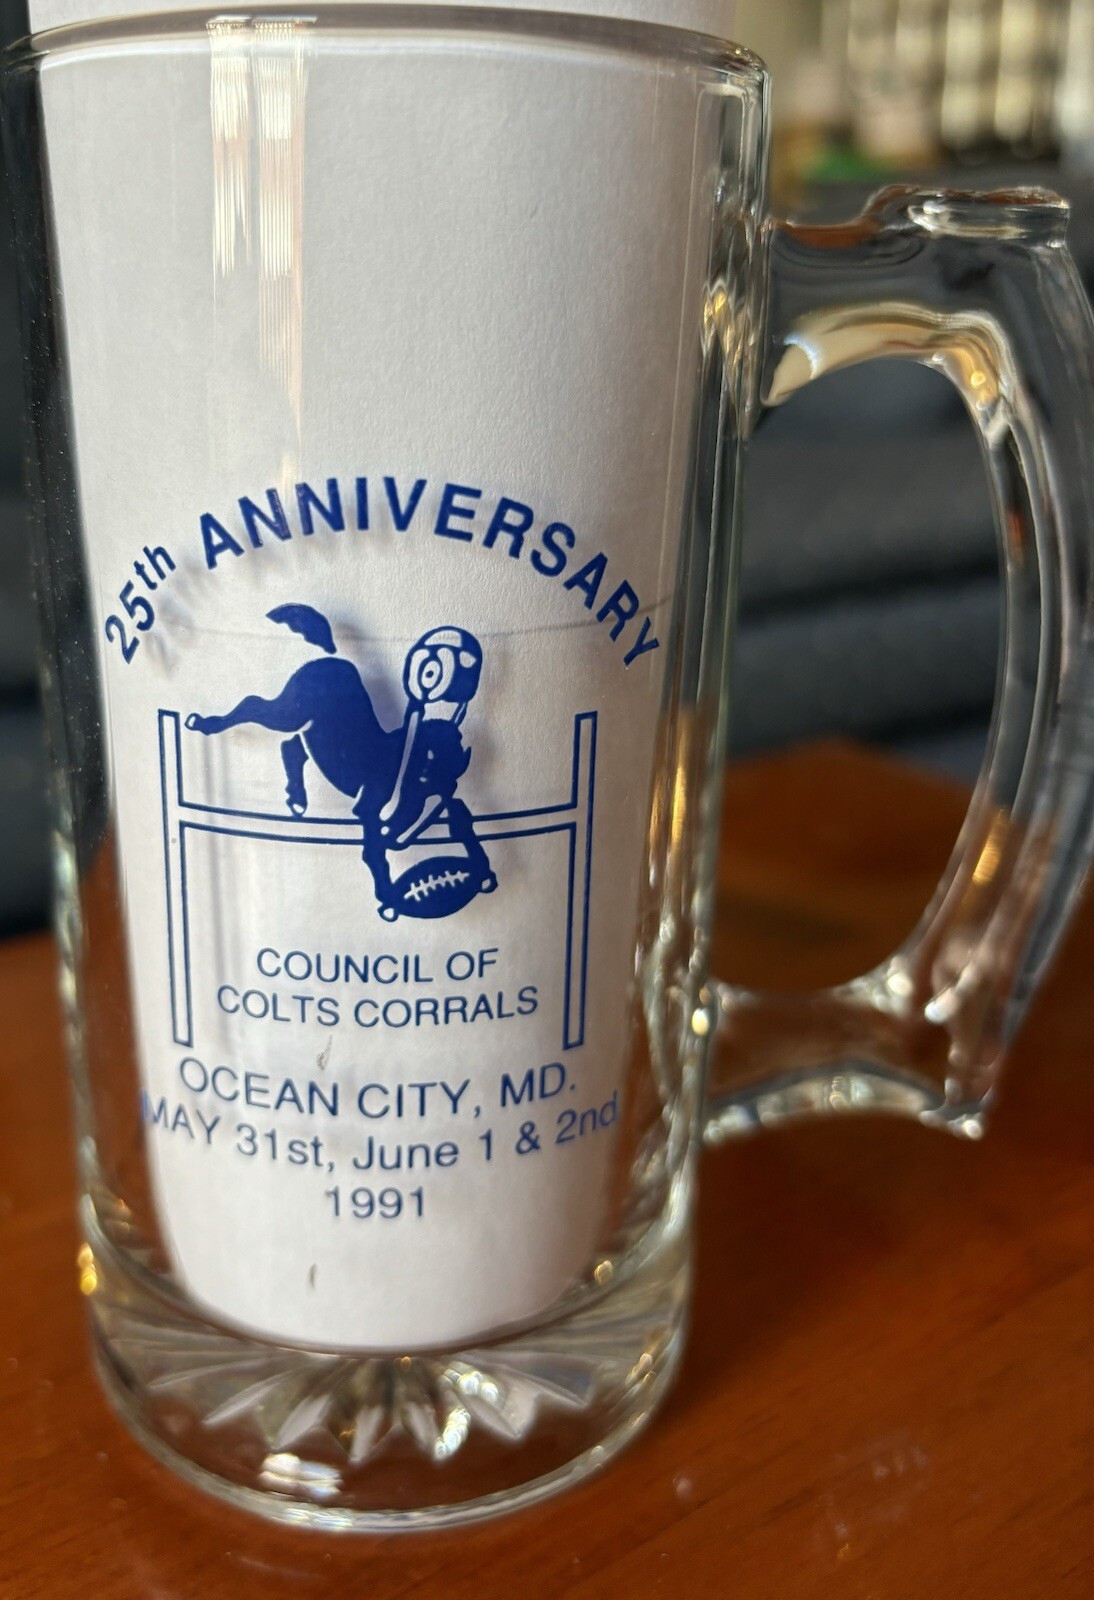 25th ANNIVERSARY
COUNCIL OF
COLTS CORRALS
OCEAN CITY, MD.
MAY 31st, June 1 & 2nd
1991